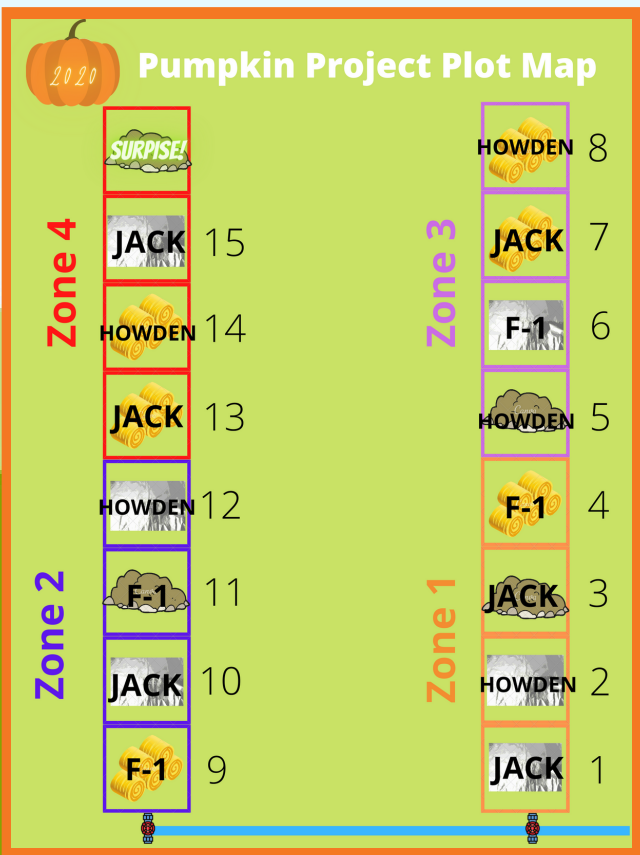 2020
Pumpkin Project Plot Map
SURPISE!
JACK 15
HOWDEN 14
JACK 13
Zone 4
HOWDEN 12
F-1 11
JACK 10
F-1 9
Zone 2
HOWDEN 8
JACK 7
F-1 6
HOWDEN 5
Zone 3
F-1 4
JACK 3
HOWDEN 2
JACK 1
Zone 1